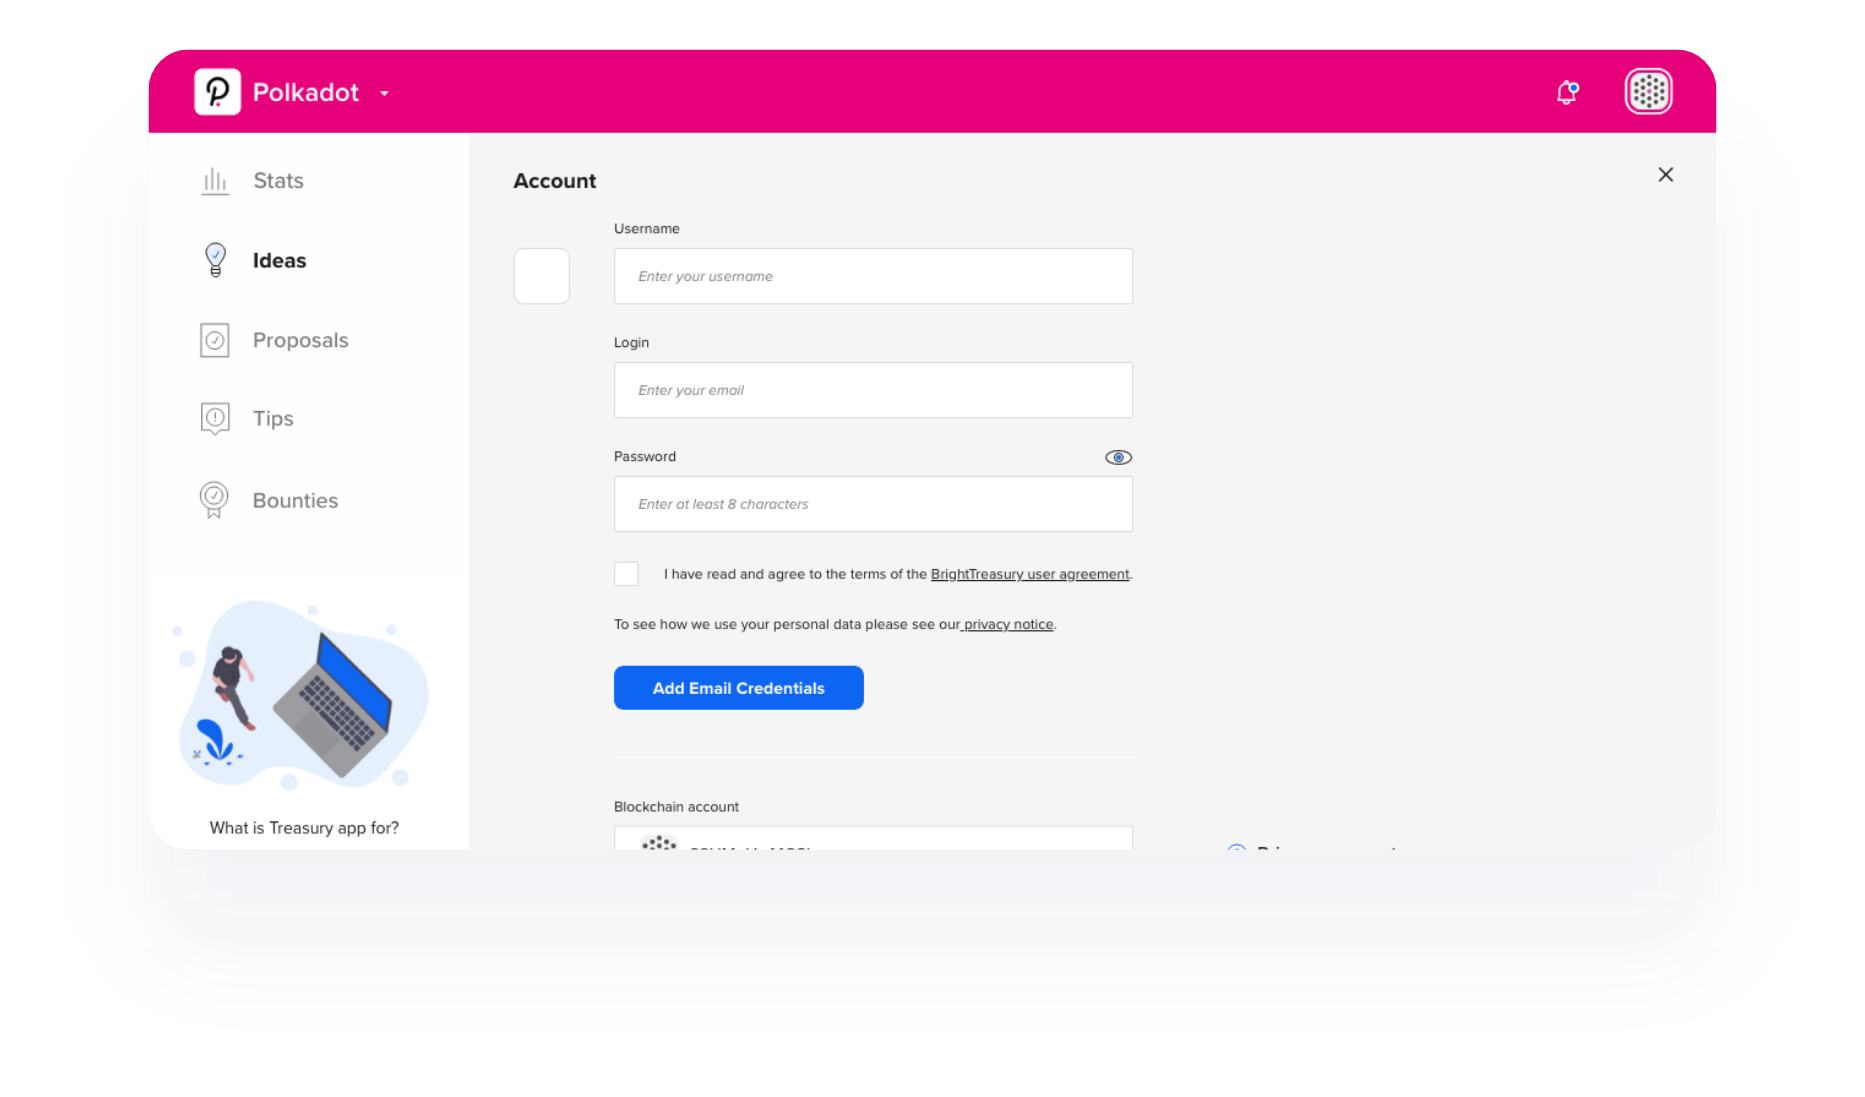 Polkadot
Stats
Ideas
Proposals
Tips
Bounties
What is Treasury app for?
Account
Username
Enter your username
Login
Enter your email
Password
Enter at least 8 characters
I have read and agree to the terms of the BrightTreasury user agreement.
To see how we use your personal data please see our privacy notice.
Add Email Credentials
Blockchain account